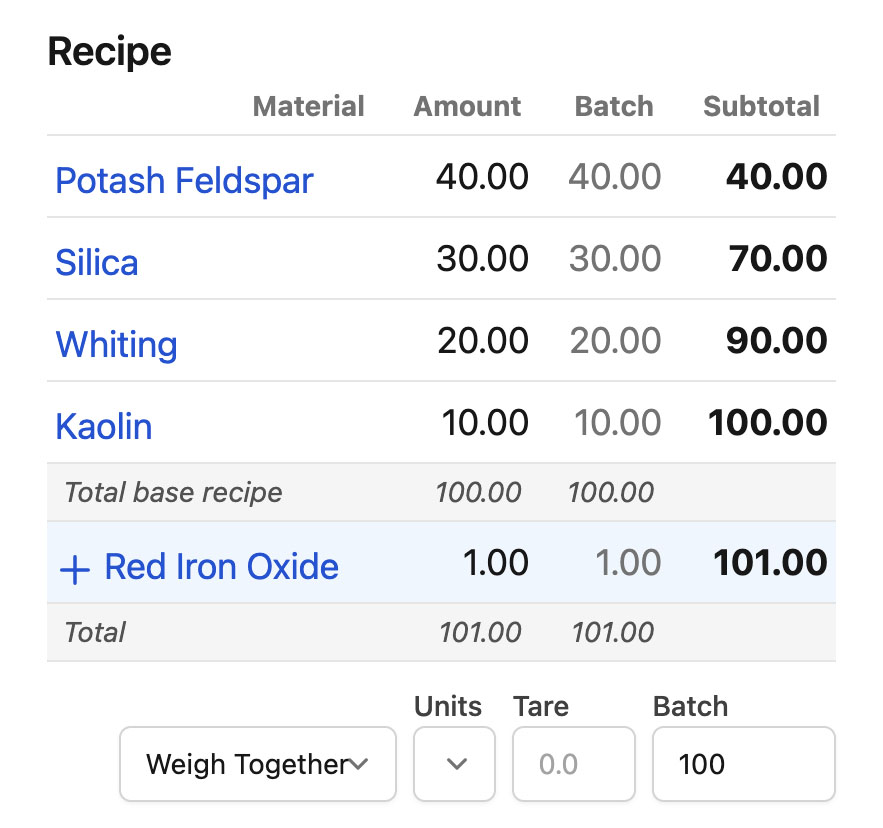 Recipe
Material Amount Batch Subtotal
Potash Feldspar 40.00 40.00 40.00
Silica 30.00 30.00 70.00
Whiting 20.00 20.00 90.00
Kaolin 10.00 10.00 100.00
Total base recipe 100.00 100.00
+ Red Iron Oxide 1.00 1.00 101.00
Total 101.00 101.00
Units Tare Batch
Weigh Together 0.0 100